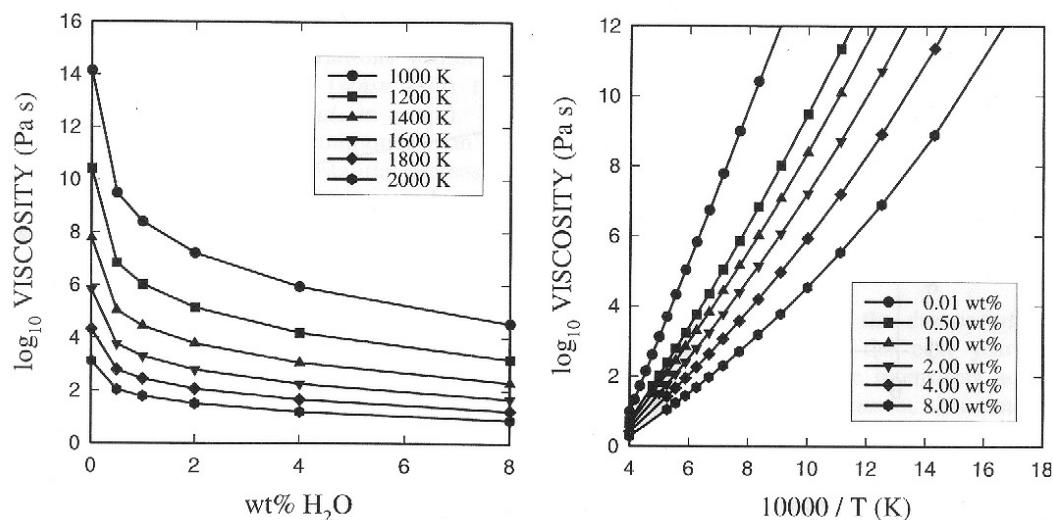 16
14
12
10
8
6
4
2
0
log10 VISCOSITY (Pa s)
1000 K
1200 K
1400 K
1600 K
1800 K
2000 K
0 2 4 6 8
wt% H2O
12
10
8
6
4
2
0
log10 VISCOSITY (Pa s)
0.01 wt%
0.50 wt%
1.00 wt%
2.00 wt%
4.00 wt%
8.00 wt%
4 6 8 10 12 14 16 18
10000 / T (K)